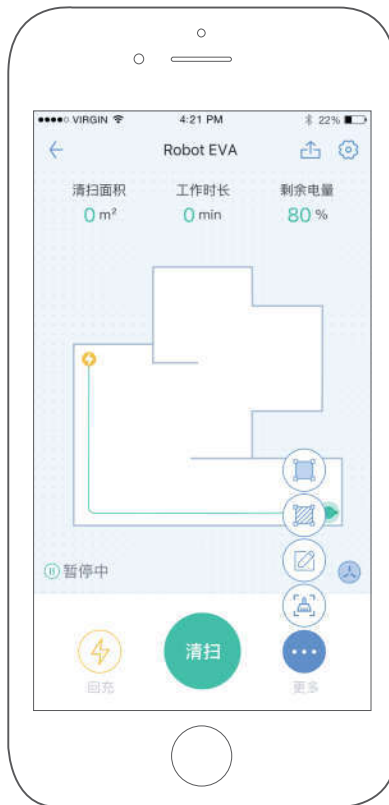 VIRGIN 4:21 PM 22%
Robot EVA
清扫面积 工作时长 剩余电量
0 m² 0 min 80 %
暂停中
清扫
回充 更多